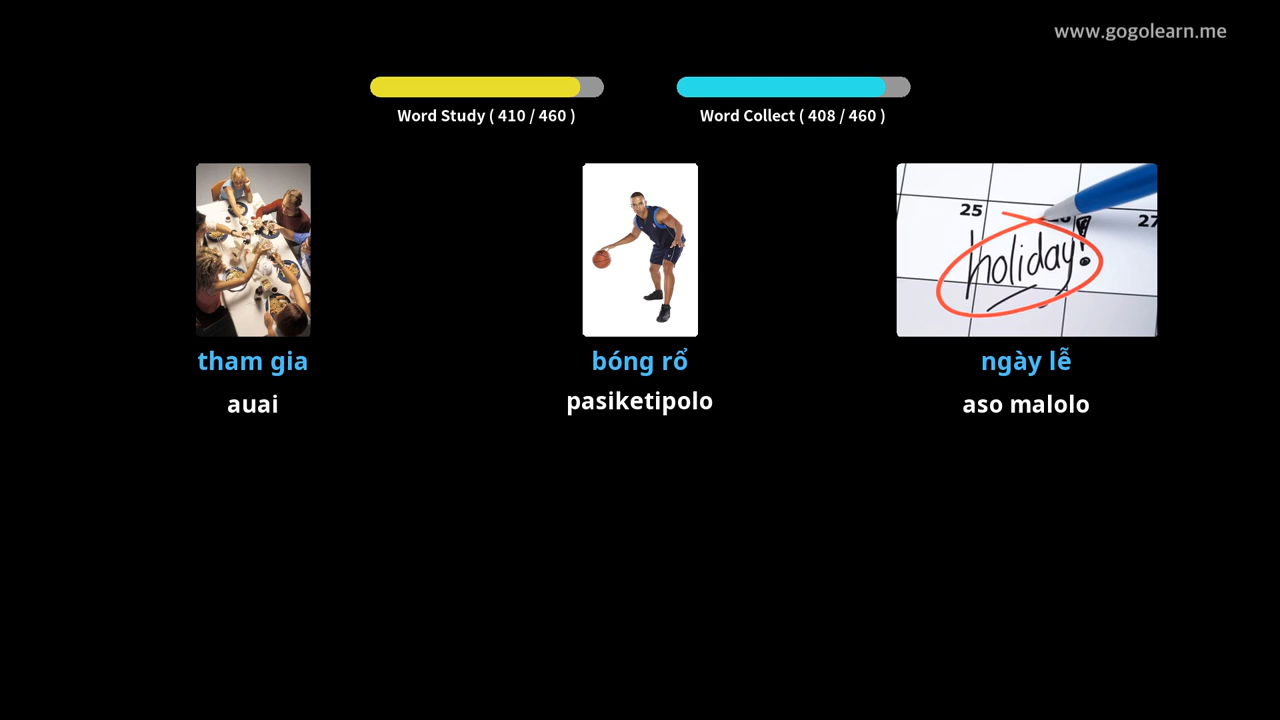 www.gogolearn.me
Word Study ( 410 / 460 )
Word Collect ( 408 / 460 )
25
27
holiday!
tham gia
bóng rổ
ngày lễ
auai
pasiketipolo
aso malolo